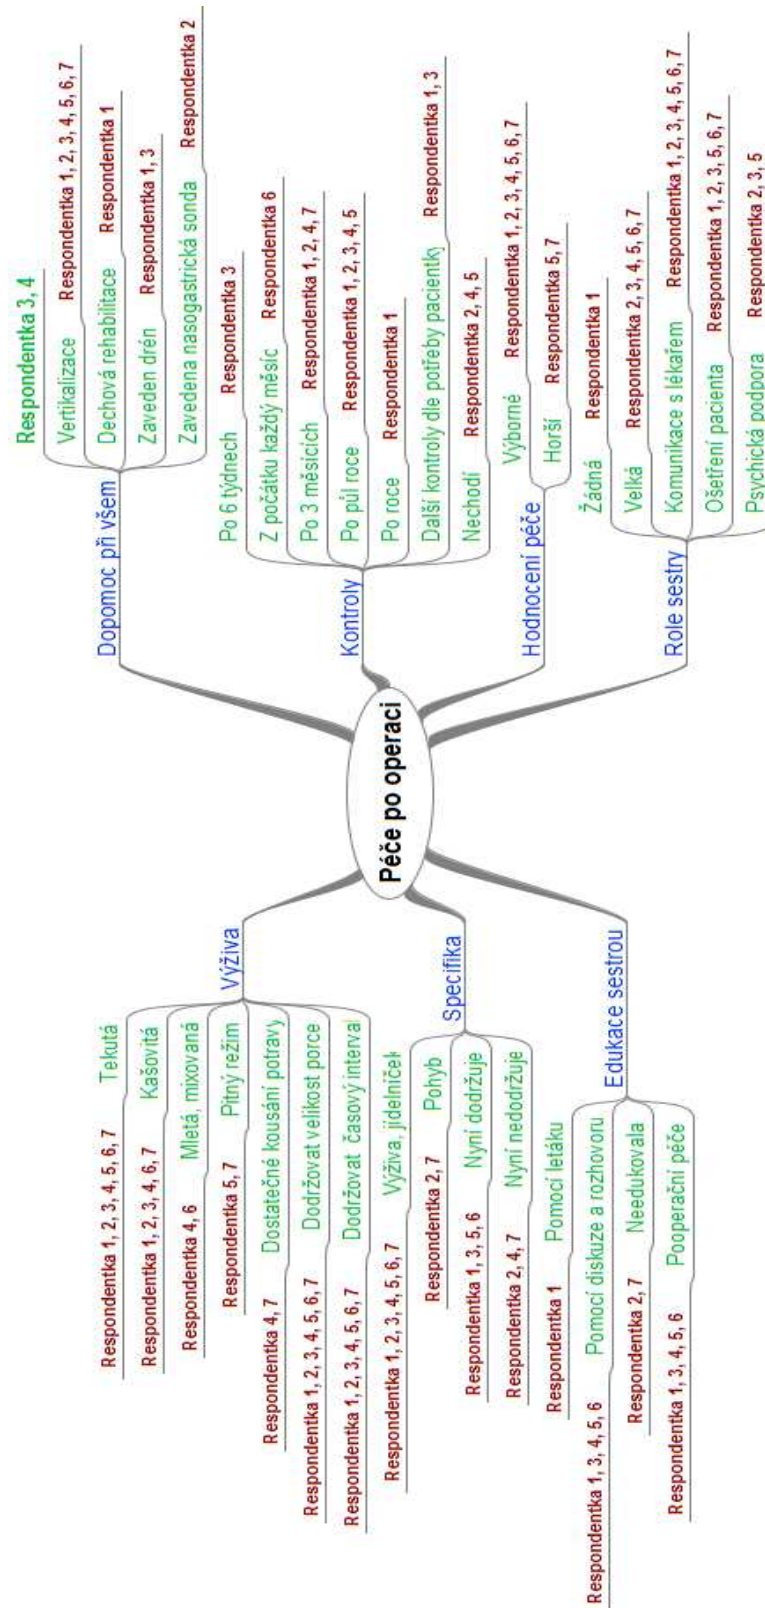 Péče po operaci
Výživa
Respondentka 1, 2, 3, 4, 5, 6, 7 Tekutá
Respondentka 1, 2, 3, 4, 6, 7 Kašovitá
Respondentka 4, 6 Mletá, mixovaná
Respondentka 5, 7 Pitný režim
Respondentka 4, 7 Dostatečné kousání potravy
Respondentka 1, 2, 3, 4, 5, 6, 7 Dodržovat velikost porce
Respondentka 1, 2, 3, 4, 5, 6, 7 Dodržovat časový interval
Specifika
Respondentka 1, 2, 3, 4, 5, 6, 7 Výživa, jídelníček
Respondentka 2, 7 Pohyb
Respondentka 1, 3, 5, 6 Nyní dodržuje
Respondentka 2, 4, 7 Nyní nedodržuje
Edukace sestrou
Respondentka 1 Pomocí letáku
Respondentka 1, 3, 4, 5, 6 Pomocí diskuze a rozhovoru
Respondentka 2, 7 Needukovala
Respondentka 1, 3, 4, 5, 6 Pooperační péče
Dopomoc při všem
Respondentka 3, 4
Vertikalizace Respondentka 1, 2, 3, 4, 5, 6, 7
Dechová rehabilitace Respondentka 1
Zaveden drén Respondentka 1, 3
Zavedena nasogastrická sonda Respondentka 2
Kontroly
Po 6 týdnech Respondentka 3
Z počátku každý měsíc Respondentka 6
Po 3 měsících Respondentka 1, 2, 4, 7
Po půl roce Respondentka 1, 2, 3, 4, 5
Po roce Respondentka 1
Další kontroly dle potřeby pacientky Respondentka 1, 3
Nechodí Respondentka 2, 4, 5
Hodnocení péče
Výborné Respondentka 1, 2, 3, 4, 5, 6, 7
Horší Respondentka 5, 7
Role sestry
Žádná Respondentka 1
Velká Respondentka 2, 3, 4, 5, 6, 7
Komunikace s lékařem Respondentka 1, 2, 3, 4, 5, 6, 7
Ošetření pacienta Respondentka 1, 2, 3, 5, 6, 7
Psychická podpora Respondentka 2, 3, 5